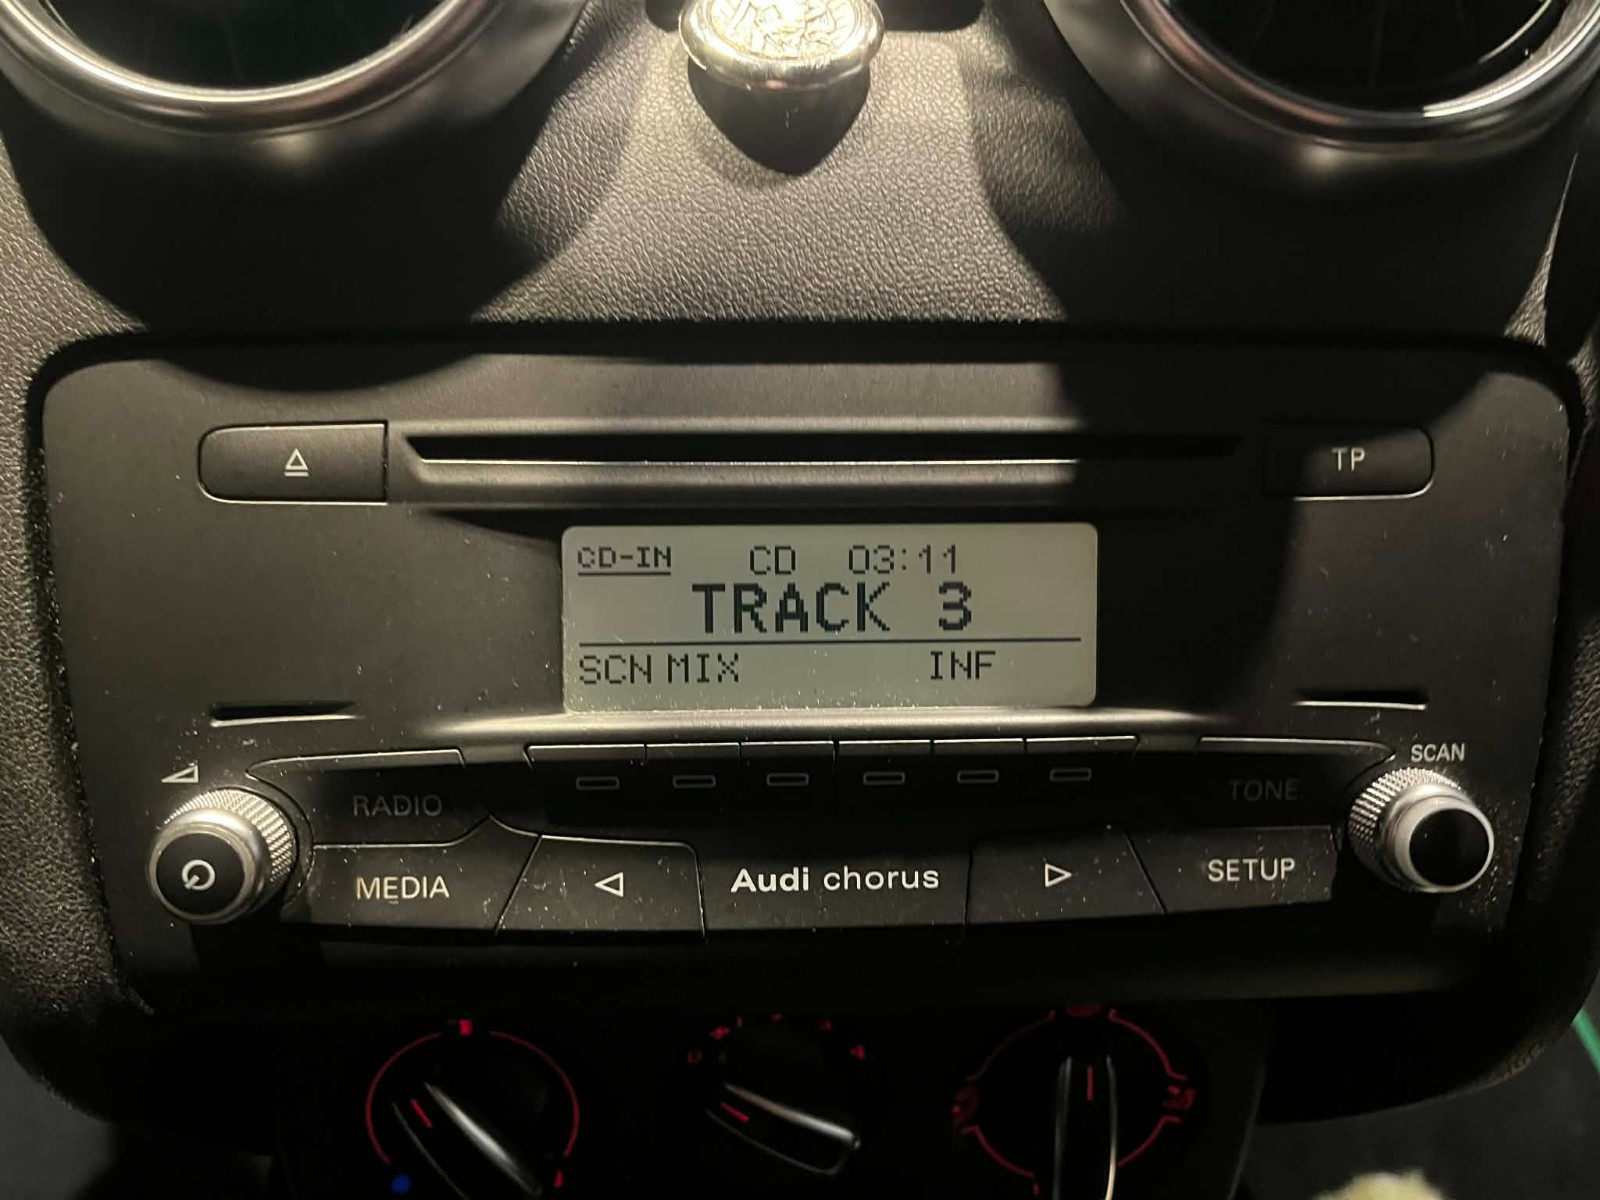 TP
CD-IN CD 03:11
TRACK 3
SCN MIX INF
SCAN
RADIO TONE
MEDIA Audi chorus SETUP